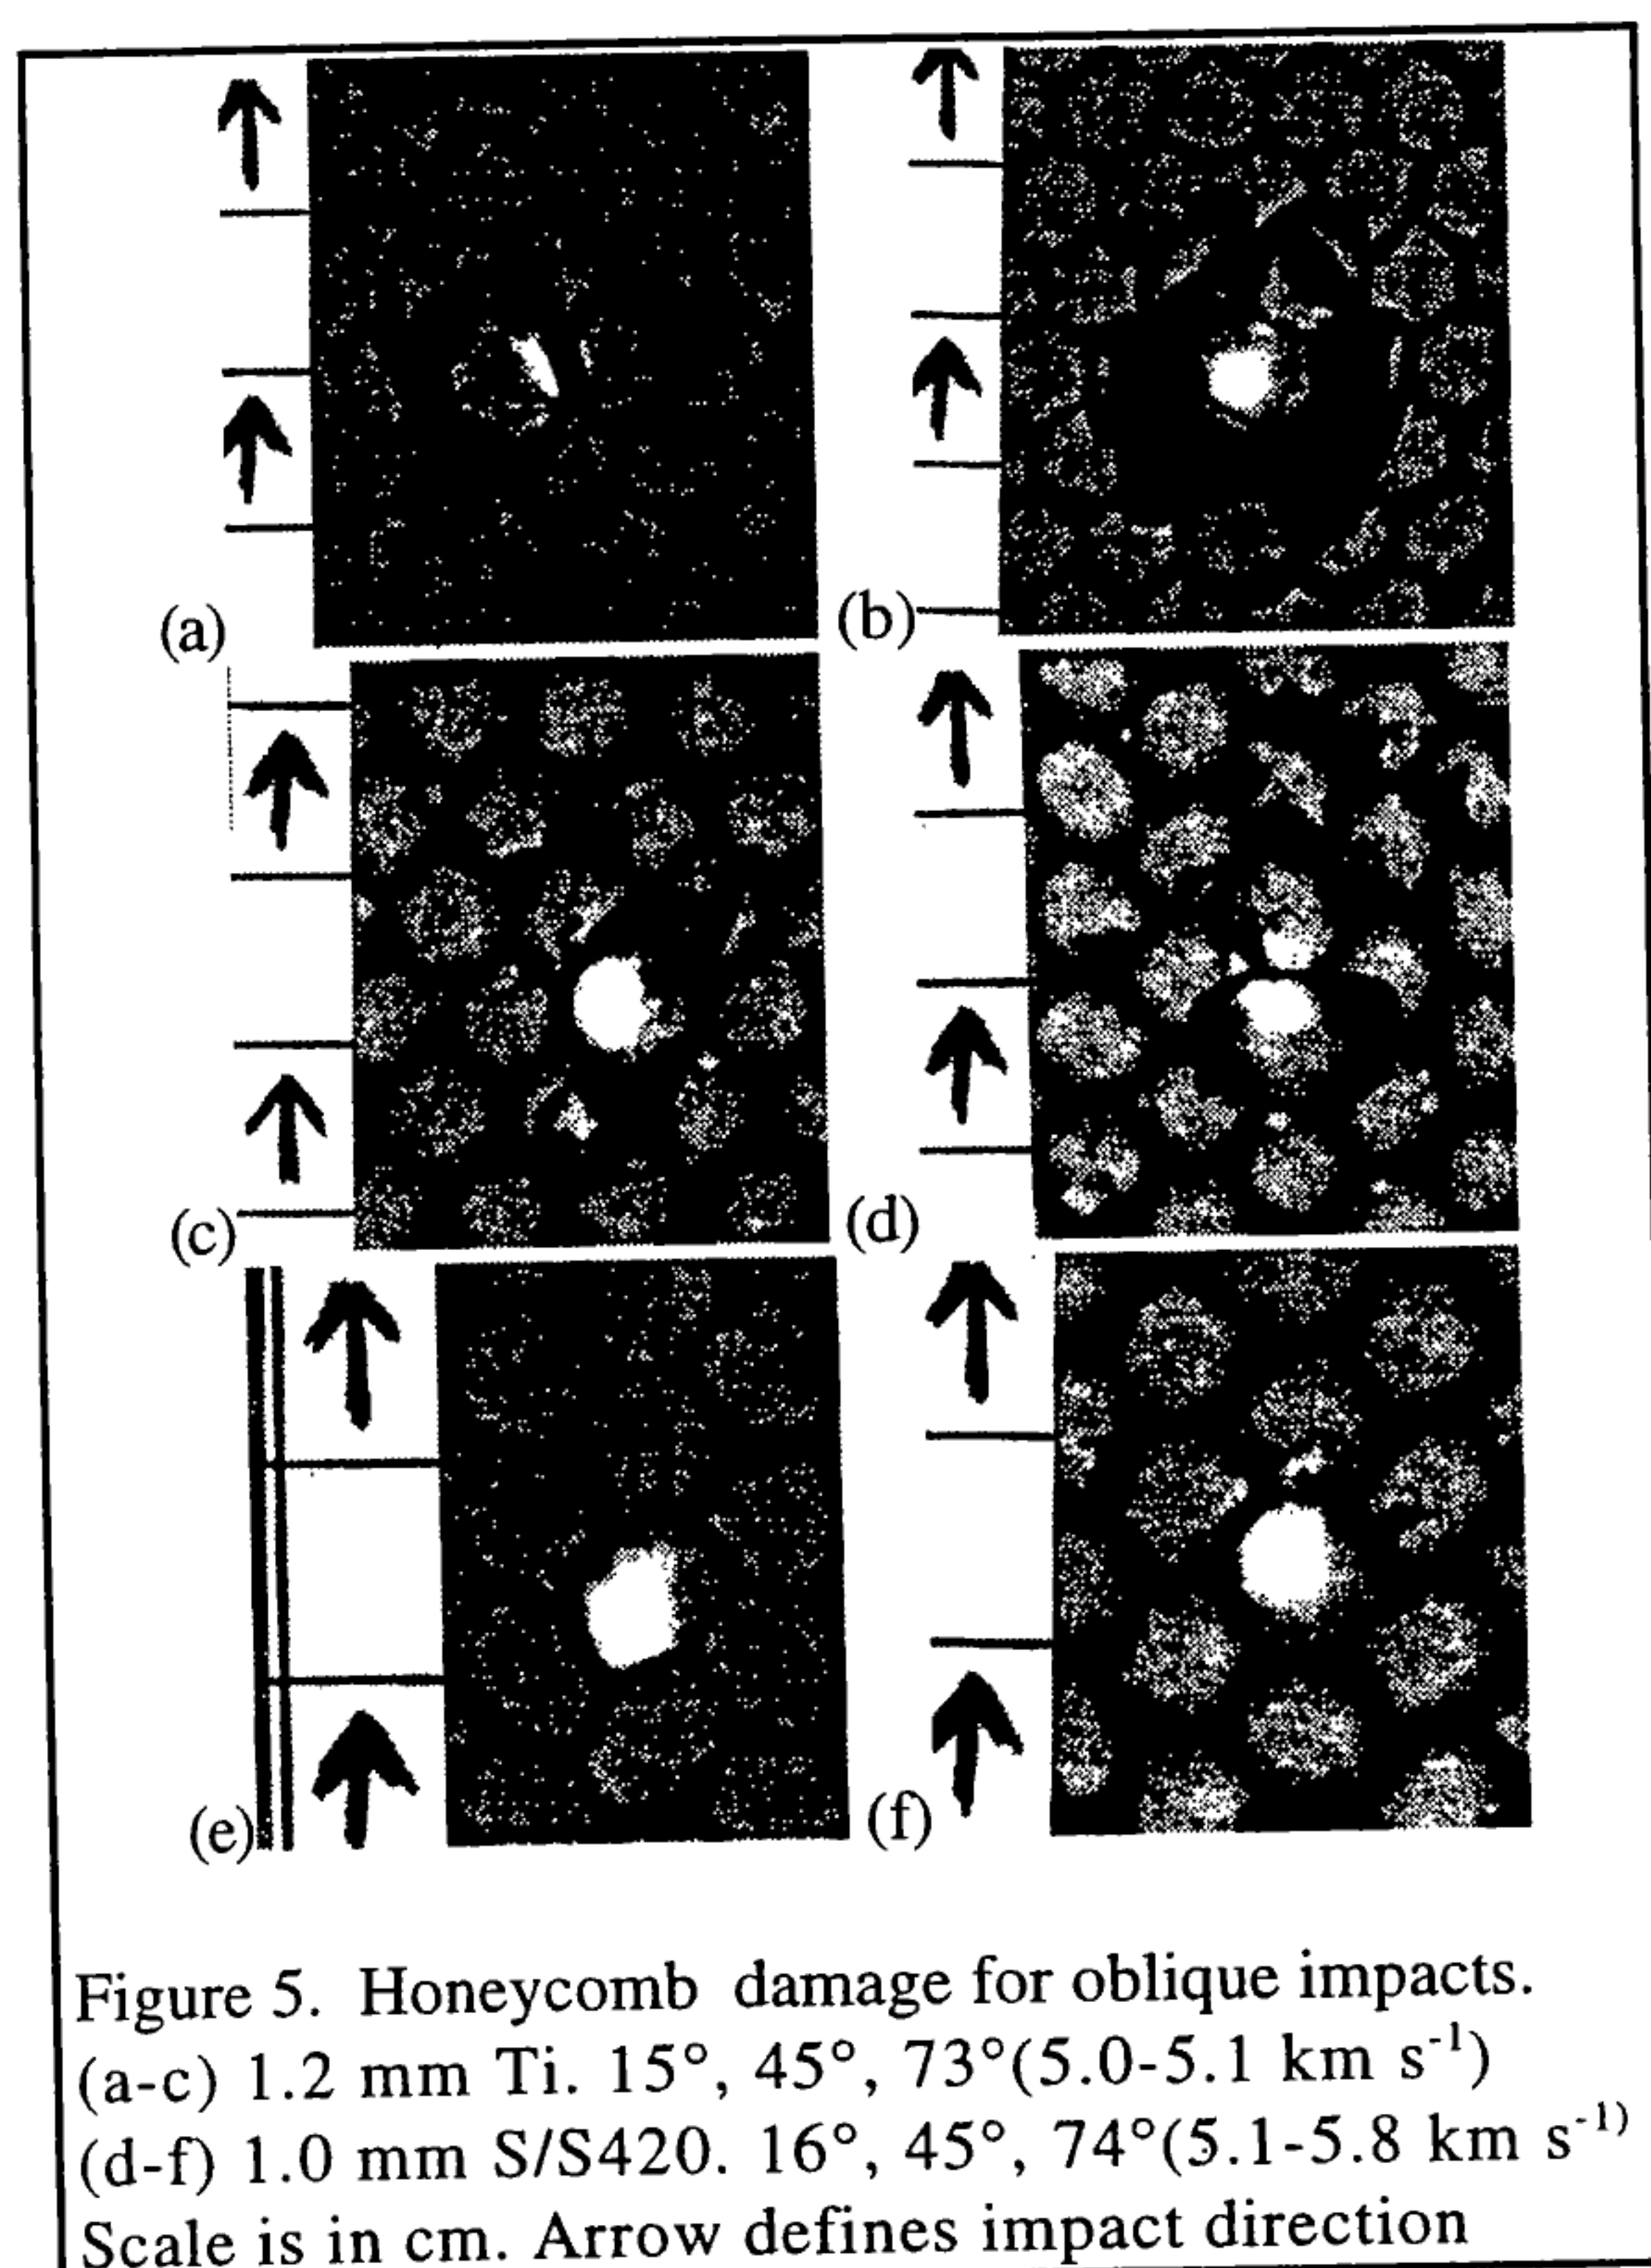 (a)
(b)
(c)
(d)
(e)
(f)
Figure 5. Honeycomb damage for oblique impacts.
(a-c) 1.2 mm Ti. 15°, 45°, 73°(5.0-5.1 km s⁻¹)
(d-f) 1.0 mm S/S420. 16°, 45°, 74°(5.1-5.8 km s⁻¹⁾
Scale is in cm. Arrow defines impact direction